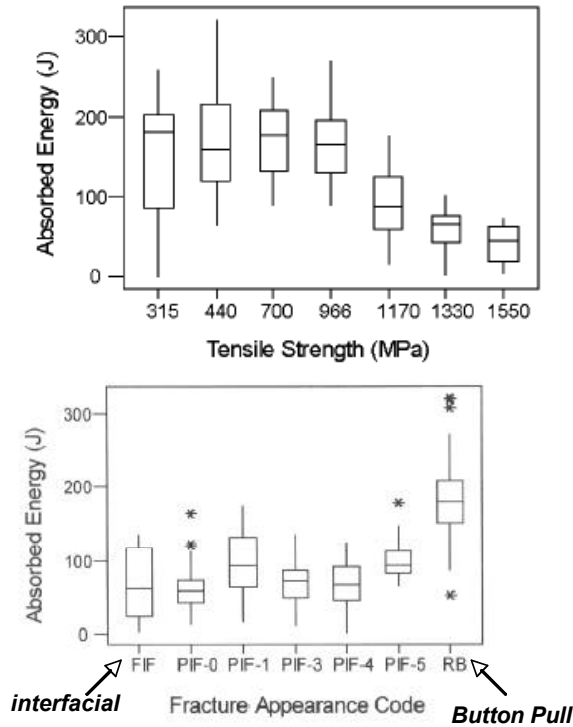 Absorbed Energy (J)
300
200
100
0
315 440 700 966 1170 1330 1550
Tensile Strength (MPa)
Absorbed Energy (J)
300
200
100
0
FIF PIF-0 PIF-1 PIF-3 PIF-4 PIF-5 RB
interfacial Fracture Appearance Code Button Pull